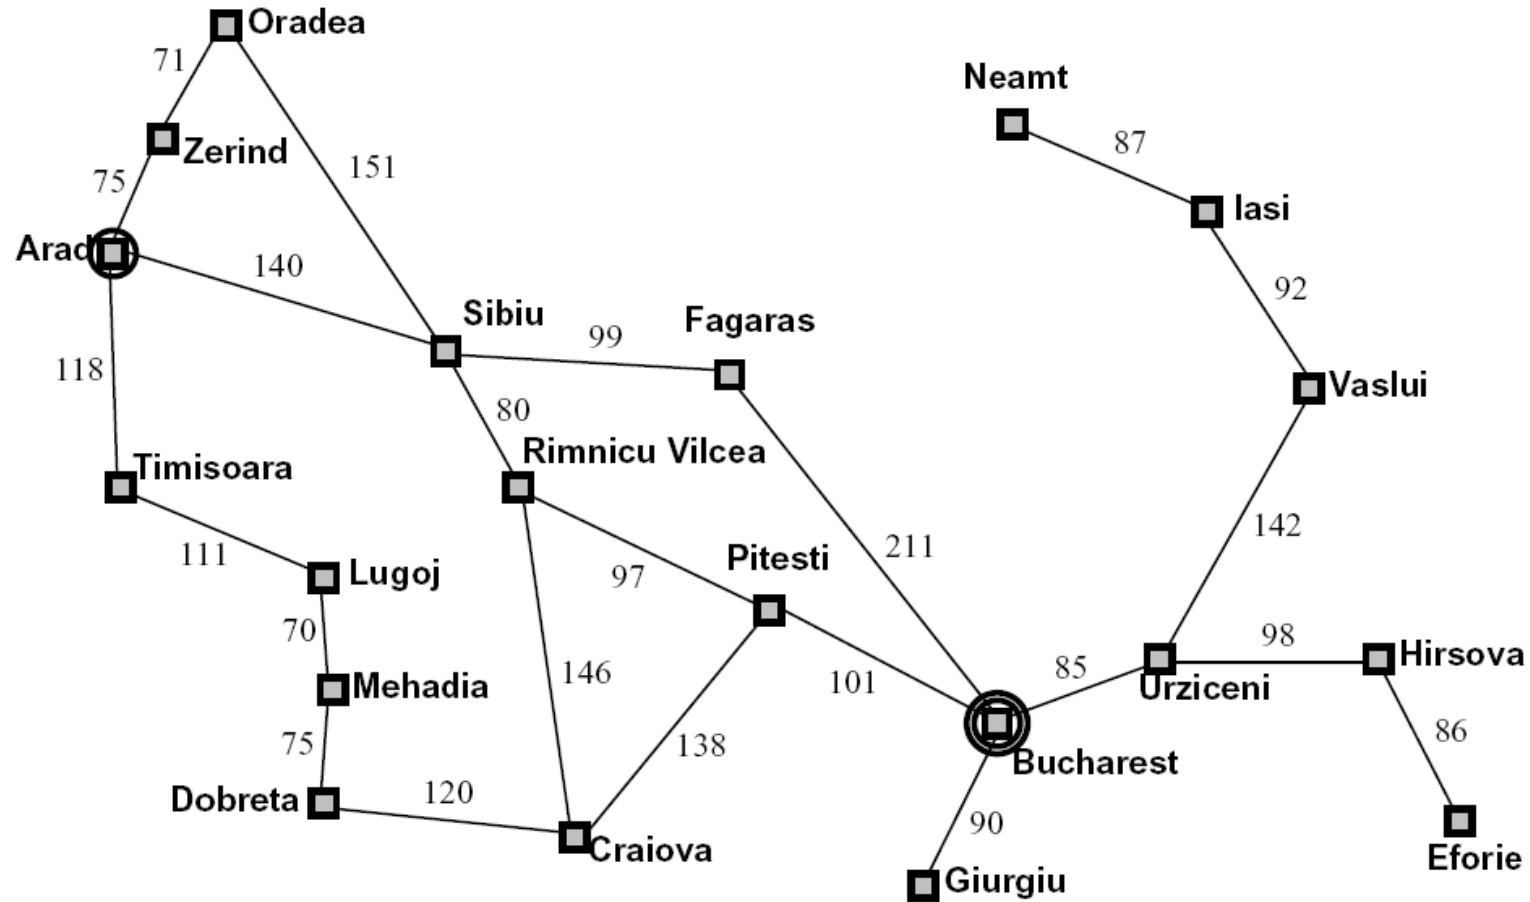 Oradea
71
Neamt
87
Zerind
151
75
Iasi
Arad
140
92
Sibiu
Fagaras
99
118
Vaslui
80
Rimnicu Vilcea
Timisoara
142
211
111
Pitesti
Lugoj
97
70
98
Hirsova
85
146
101
Urziceni
Mehadia
86
75
138
Bucharest
Dobreta
120
90
Craiova
Eforie
Giurgiu